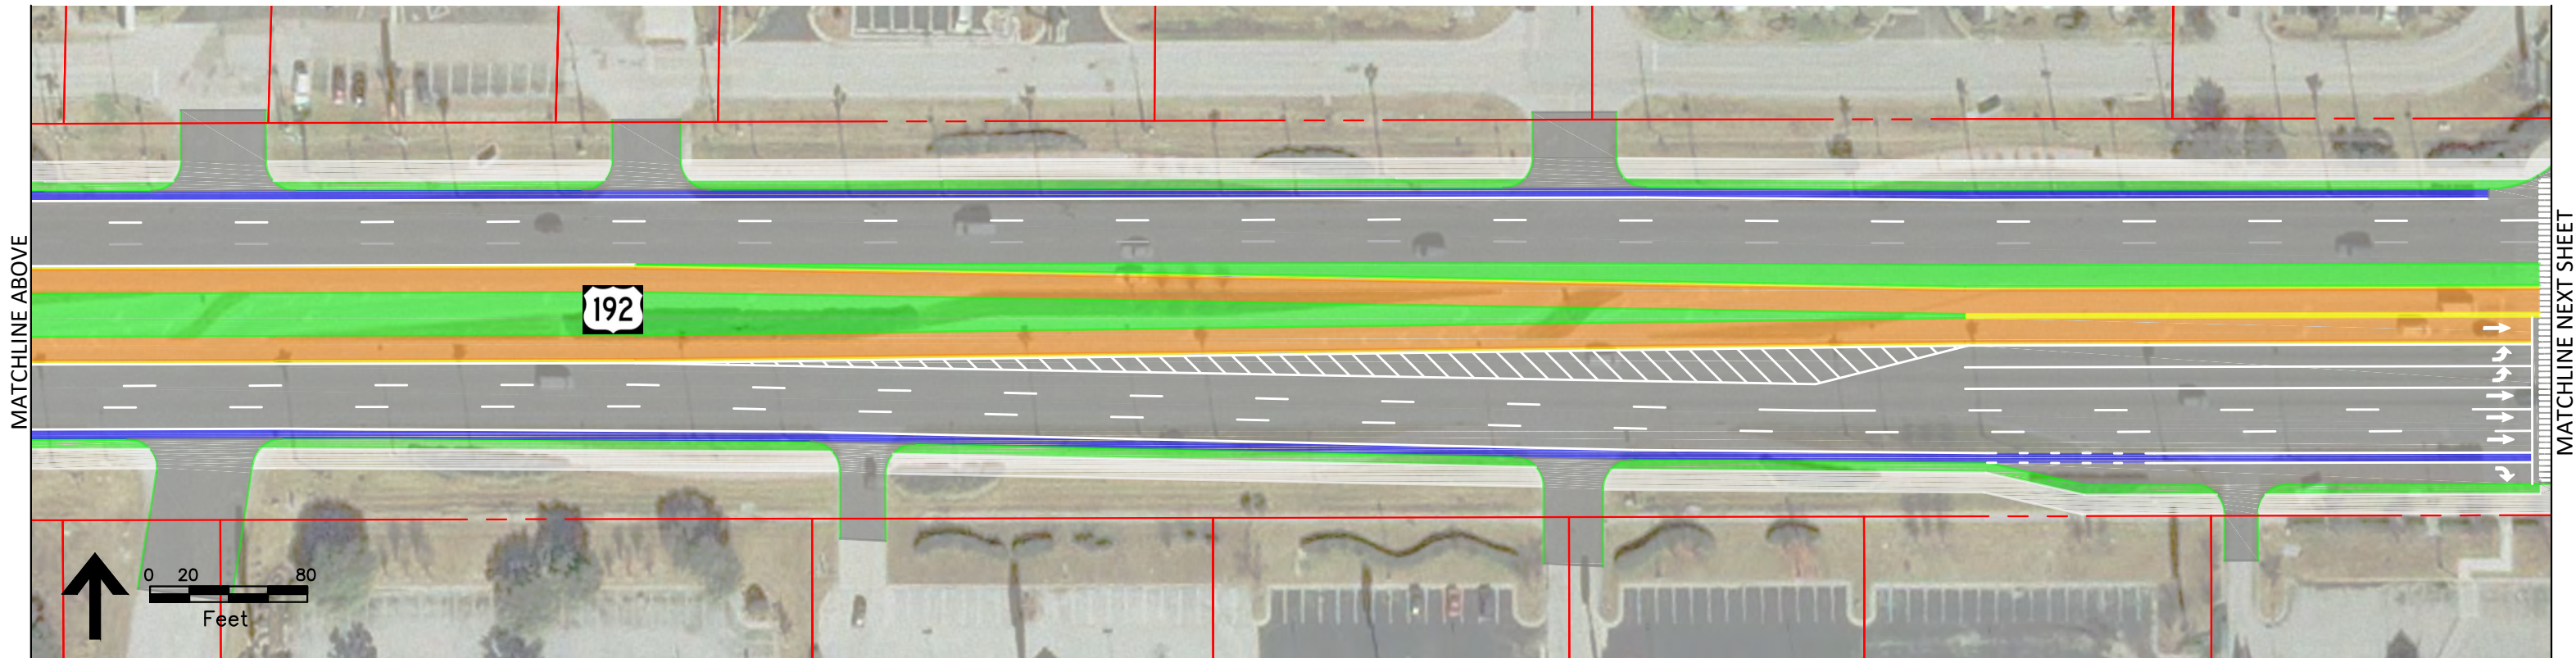 MATCHLINE ABOVE
192
MATCHLINE NEXT SHEET
0 20 80
Feet